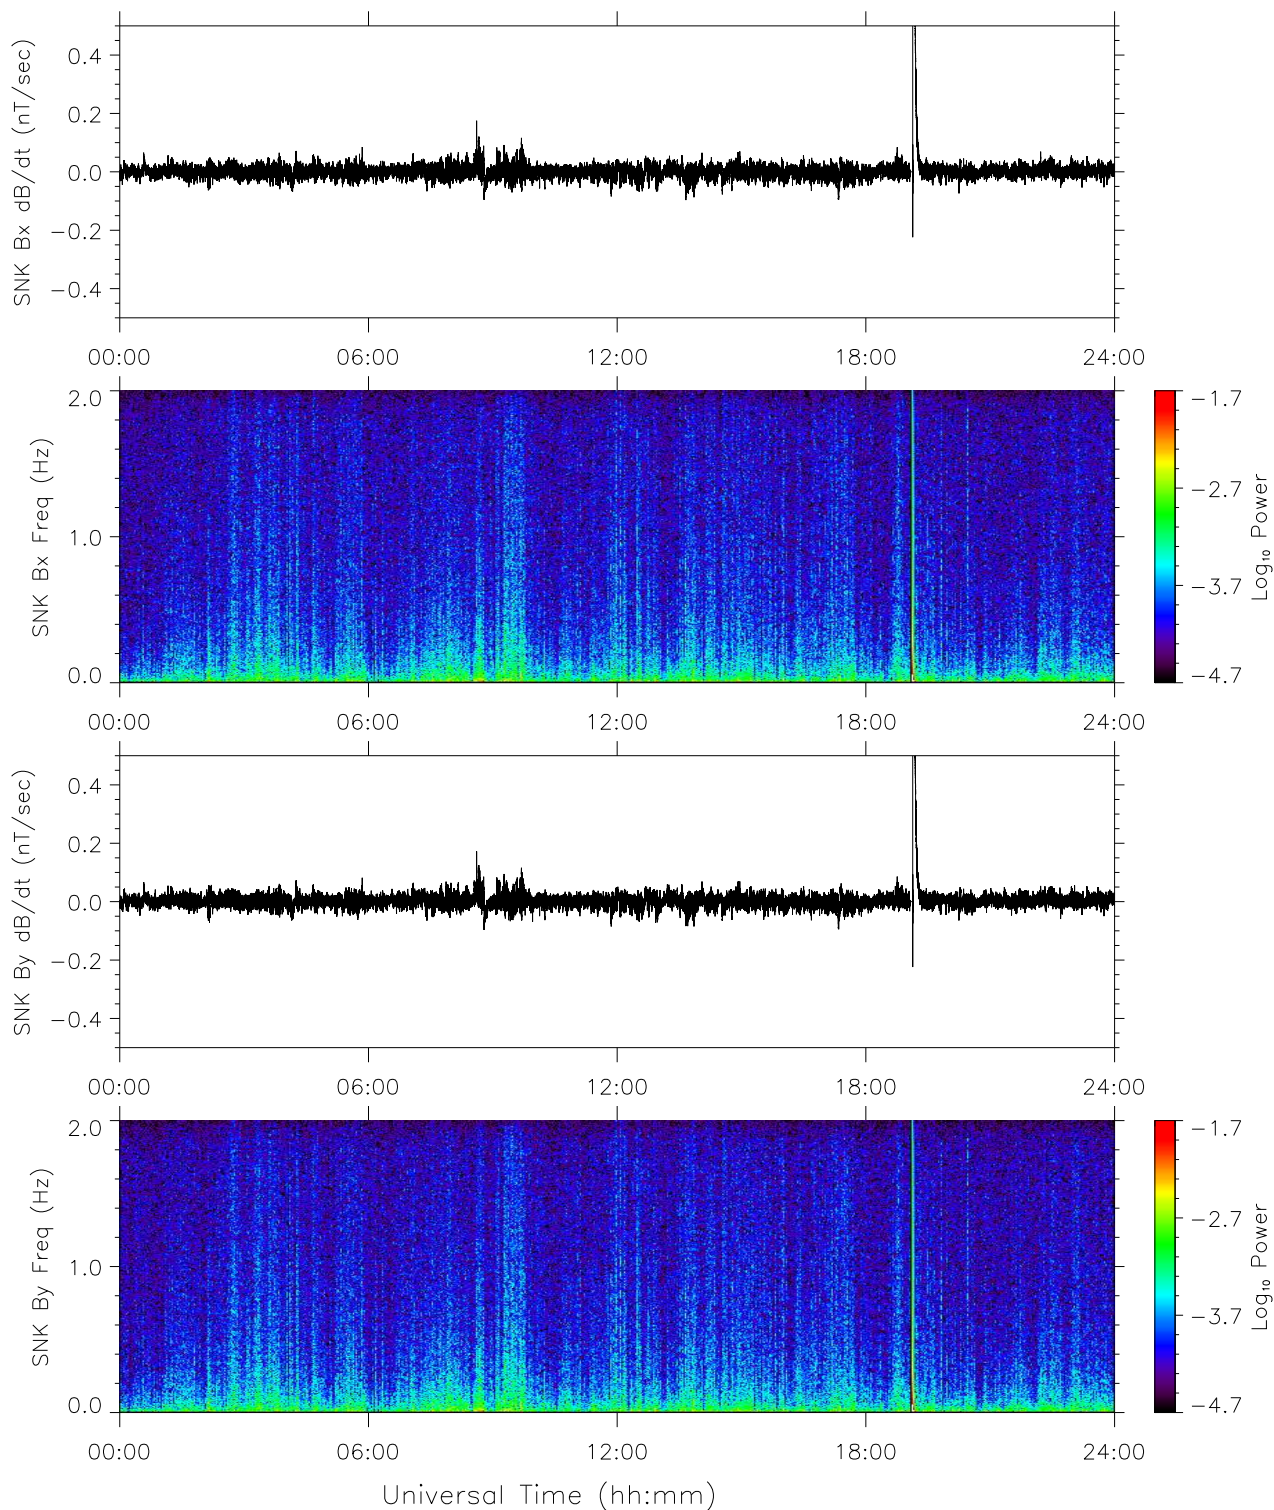 0.4
0.2
0.0
−0.2
−0.4
SNK Bx dB/dt (nT/sec)
00:00 06:00 12:00 18:00 24:00
2.0
1.0
0.0
SNK Bx Freq (Hz)
−1.7
−2.7
−3.7
−4.7
Log₁₀ Power
00:00 06:00 12:00 18:00 24:00
0.4
0.2
0.0
−0.2
−0.4
SNK By dB/dt (nT/sec)
00:00 06:00 12:00 18:00 24:00
2.0
1.0
0.0
SNK By Freq (Hz)
−1.7
−2.7
−3.7
−4.7
Log₁₀ Power
00:00 06:00 12:00 18:00 24:00
Universal Time (hh:mm)